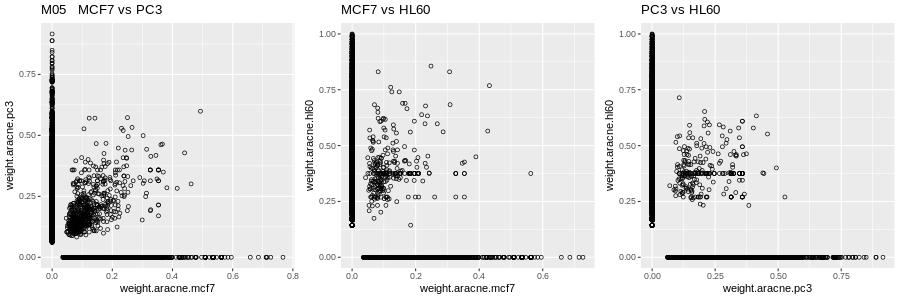 M05 MCF7 vs PC3
weight.aracne.pc3
0.75
0.50
0.25
0.00
0.0 0.2 0.4 0.6 0.8
weight.aracne.mcf7
MCF7 vs HL60
weight.aracne.hl60
1.00
0.75
0.50
0.25
0.00
0.0 0.2 0.4 0.6
weight.aracne.mcf7
PC3 vs HL60
weight.aracne.hl60
1.00
0.75
0.50
0.25
0.00
0.00 0.25 0.50 0.75
weight.aracne.pc3